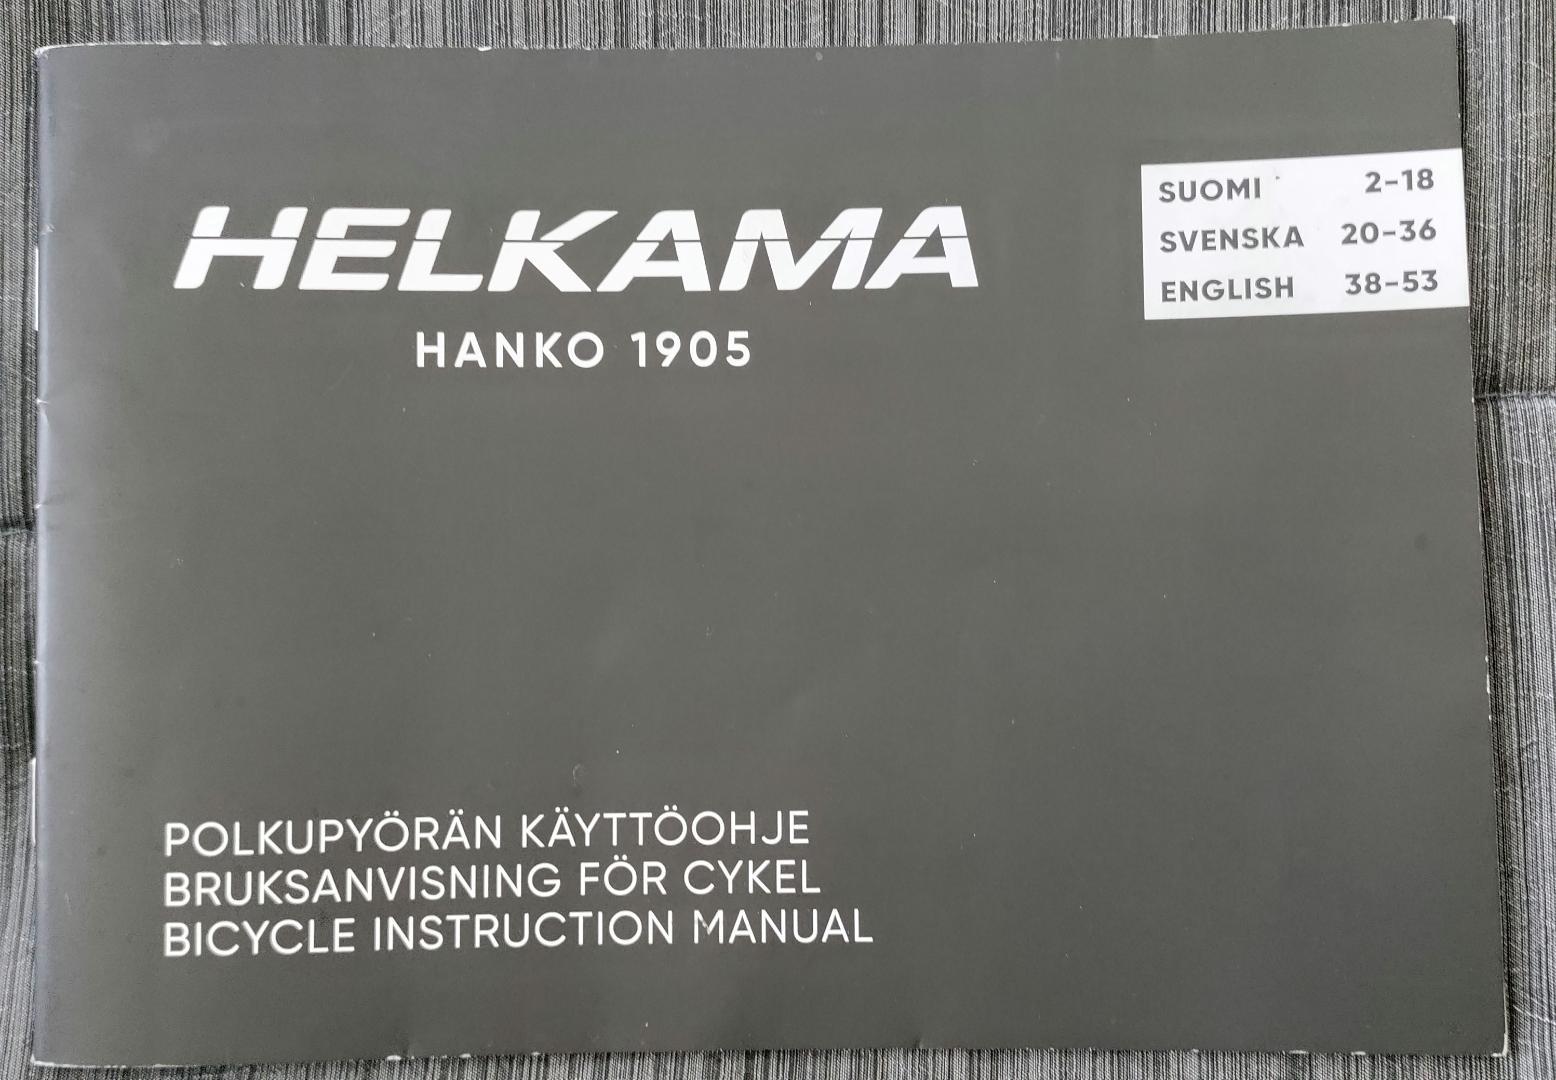 HELKAMA
HANKO 1905
SUOMI 2-18
SVENSKA 20-36
ENGLISH 38-53
POLKUPYÖRÄN KÄYTTÖOHJE
BRUKSANVISNING FÖR CYKEL
BICYCLE INSTRUCTION MANUAL